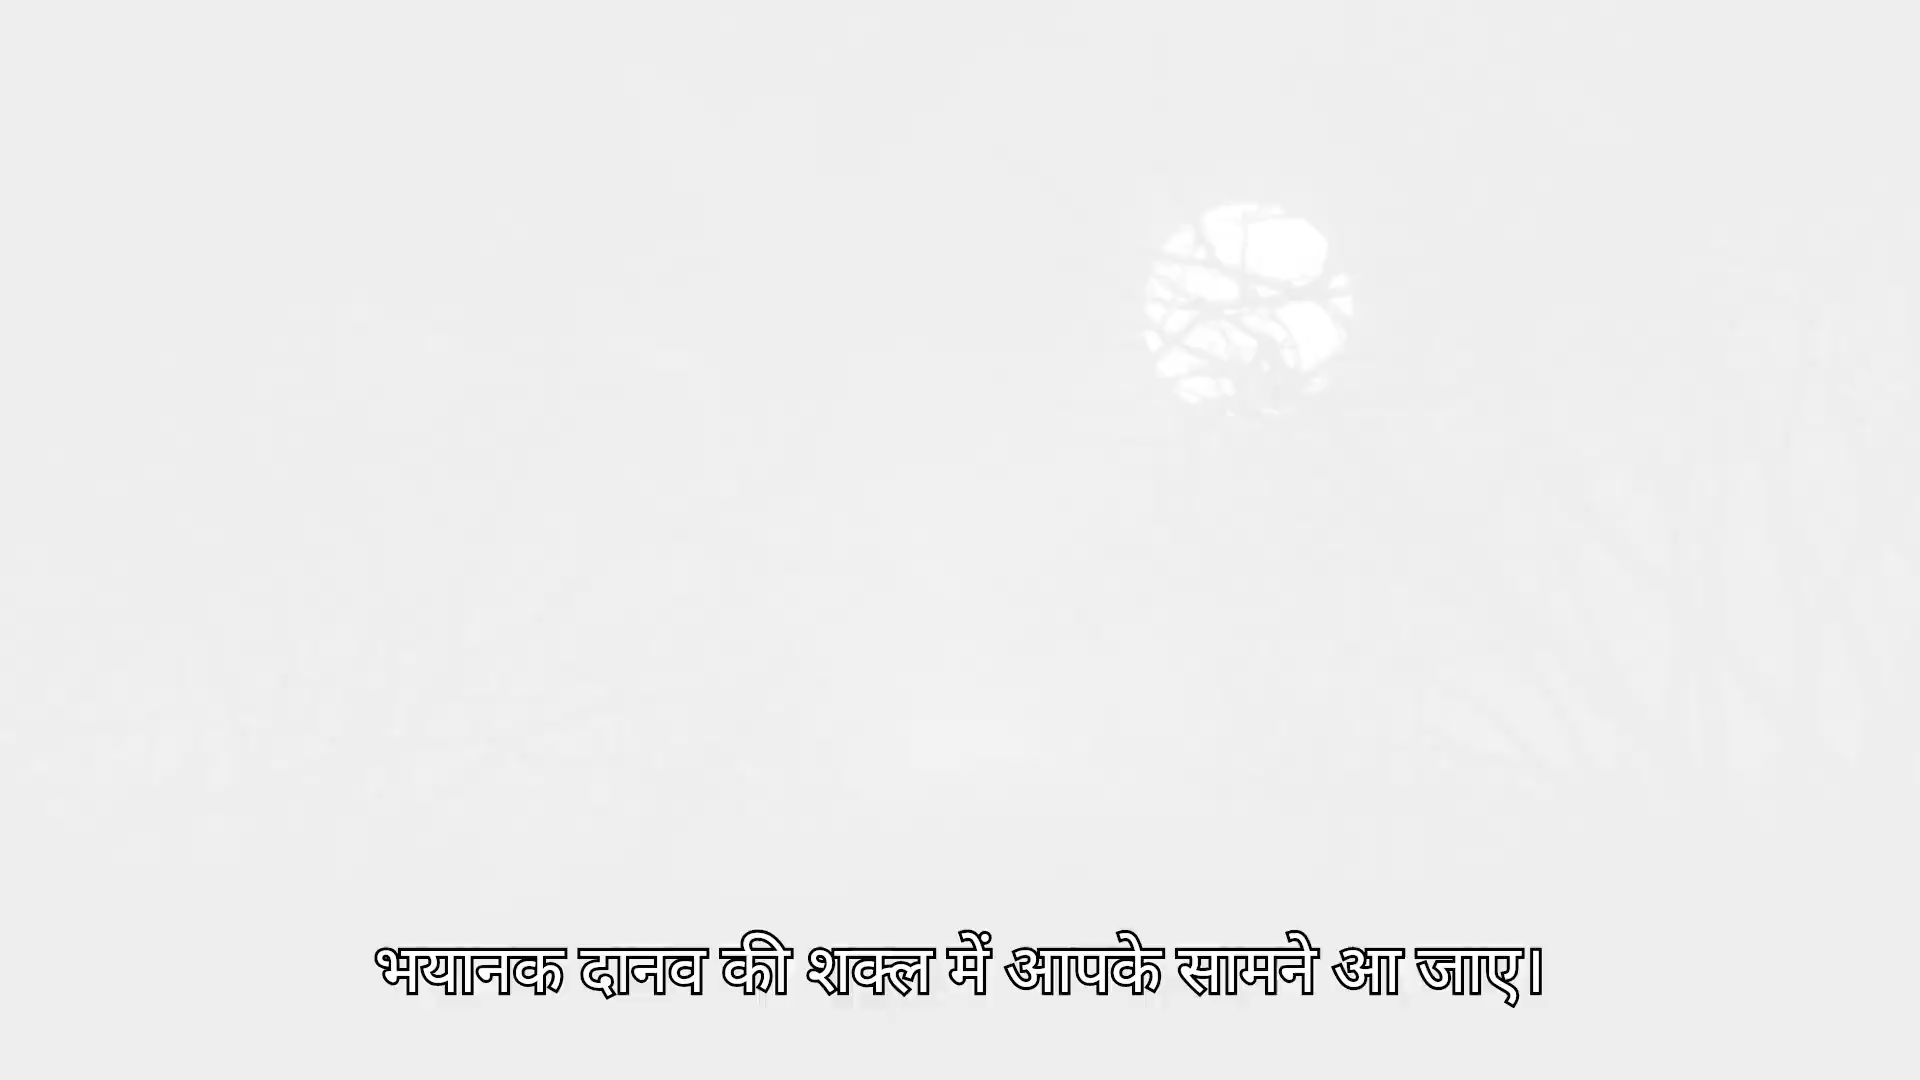 भयानक दानव की शक्ल में आपके सामने आ जाए।